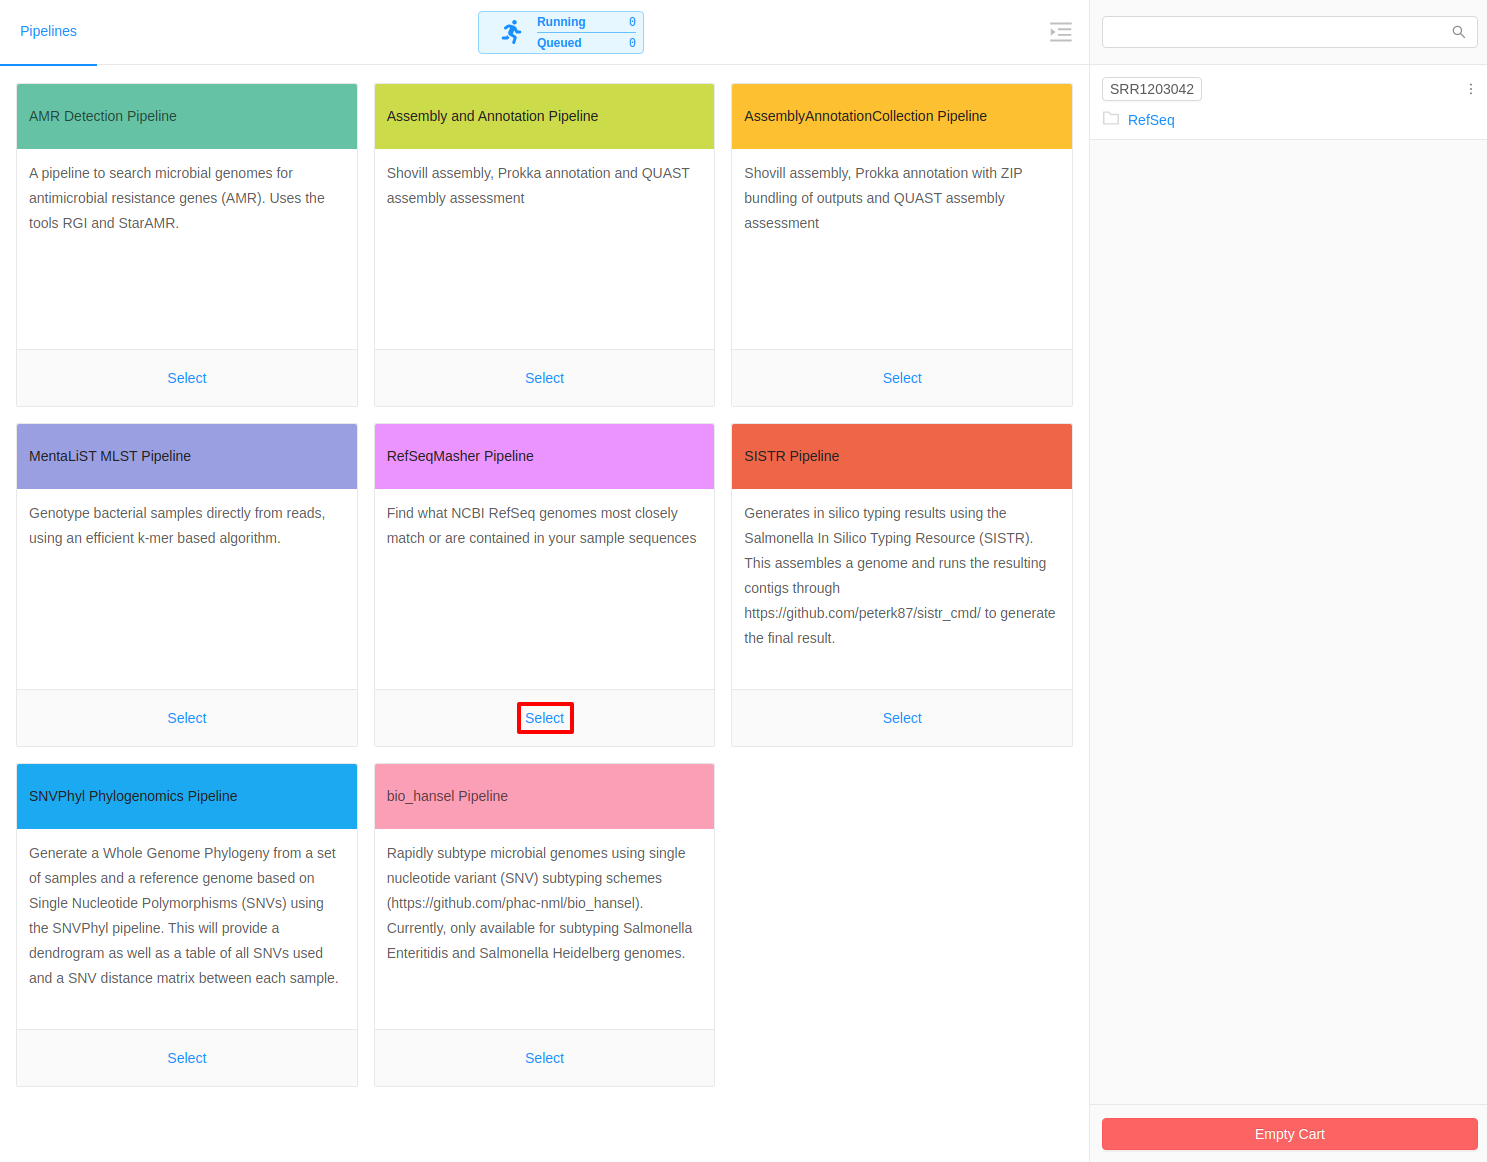 Pipelines
Running 0
Queued 0
SRR1203042
RefSeq
AMR Detection Pipeline
A pipeline to search microbial genomes for
antimicrobial resistance genes (AMR). Uses the
tools RGI and StarAMR.
Select
Assembly and Annotation Pipeline
Shovill assembly, Prokka annotation and QUAST
assembly assessment
Select
AssemblyAnnotationCollection Pipeline
Shovill assembly, Prokka annotation with ZIP
bundling of outputs and QUAST assembly
assessment
Select
MentaLiST MLST Pipeline
Genotype bacterial samples directly from reads,
using an efficient k-mer based algorithm.
Select
RefSeqMasher Pipeline
Find what NCBI RefSeq genomes most closely
match or are contained in your sample sequences
Select
SISTR Pipeline
Generates in silico typing results using the
Salmonella In Silico Typing Resource (SISTR).
This assembles a genome and runs the resulting
contigs through
https://github.com/peterk87/sistr_cmd/ to generate
the final result.
Select
SNVPhyl Phylogenomics Pipeline
Generate a Whole Genome Phylogeny from a set
of samples and a reference genome based on
Single Nucleotide Polymorphisms (SNVs) using
the SNVPhyl pipeline. This will provide a
dendrogram as well as a table of all SNVs used
and a SNV distance matrix between each sample.
Select
bio_hansel Pipeline
Rapidly subtype microbial genomes using single
nucleotide variant (SNV) subtyping schemes
(https://github.com/phac-nml/bio_hansel).
Currently, only available for subtyping Salmonella
Enteritidis and Salmonella Heidelberg genomes.
Select
Empty Cart